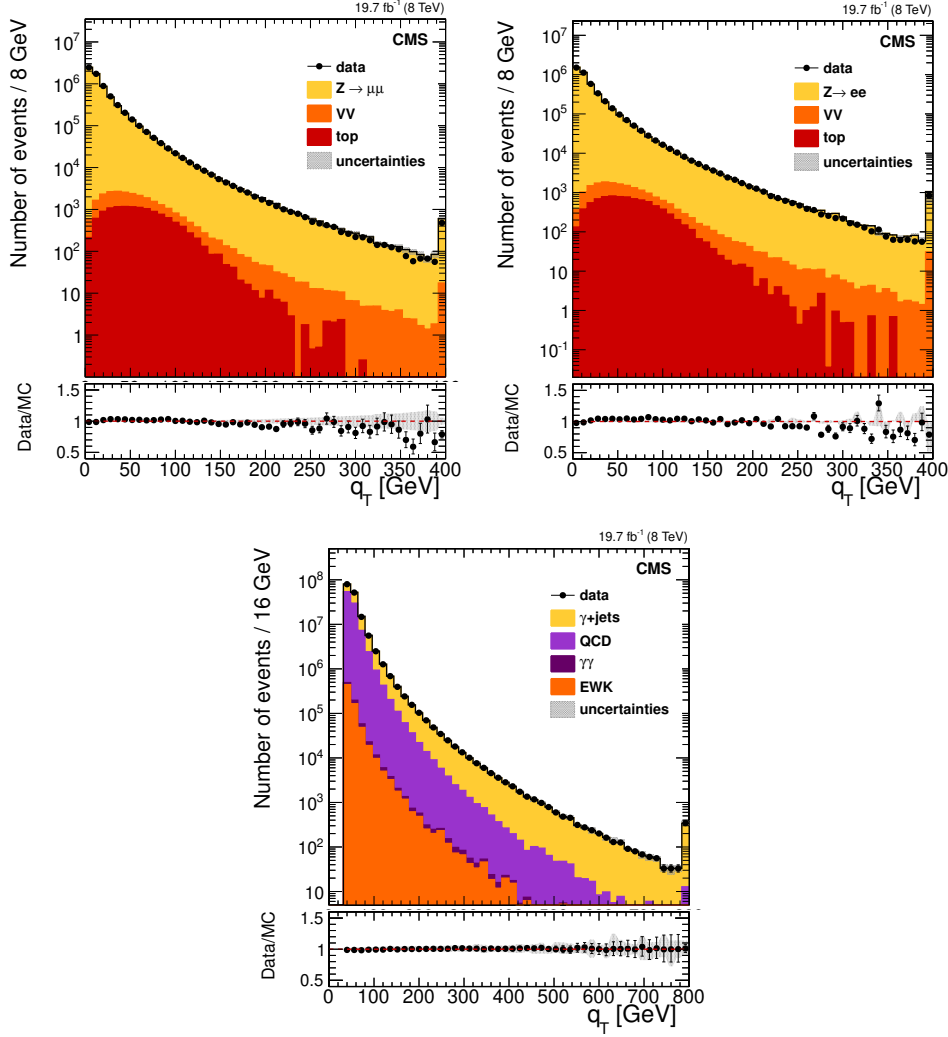 19.7 fb⁻¹ (8 TeV)
CMS
data
Z → μμ
VV
top
uncertainties
Number of events / 8 GeV
10⁷
10⁶
10⁵
10⁴
10³
10²
10
1
Data/MC
1.5
1
0.5
0 50 100 150 200 250 300 350 400
q_T [GeV]
19.7 fb⁻¹ (8 TeV)
CMS
data
Z→ ee
VV
top
uncertainties
Number of events / 8 GeV
10⁷
10⁶
10⁵
10⁴
10³
10²
10
1
10⁻¹
Data/MC
1.5
1
0.5
0 50 100 150 200 250 300 350 400
q_T [GeV]
19.7 fb⁻¹ (8 TeV)
CMS
data
γ+jets
QCD
γγ
EWK
uncertainties
Number of events / 16 GeV
10⁸
10⁷
10⁶
10⁵
10⁴
10³
10²
10
Data/MC
1.5
1
0.5
0 100 200 300 400 500 600 700 800
q_T [GeV]